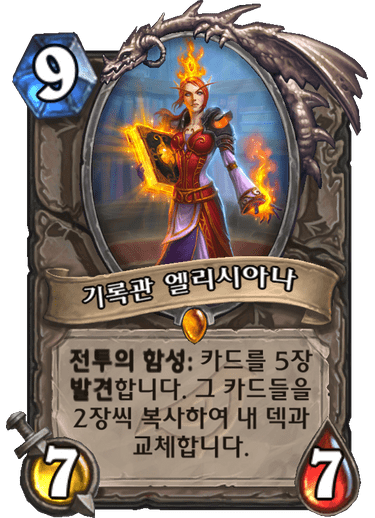 9
기록관 엘리시아나
전투의 함성: 카드를 5장
발견합니다. 그 카드들을
2장씩 복사하여 내 덱과
교체합니다.
7
7